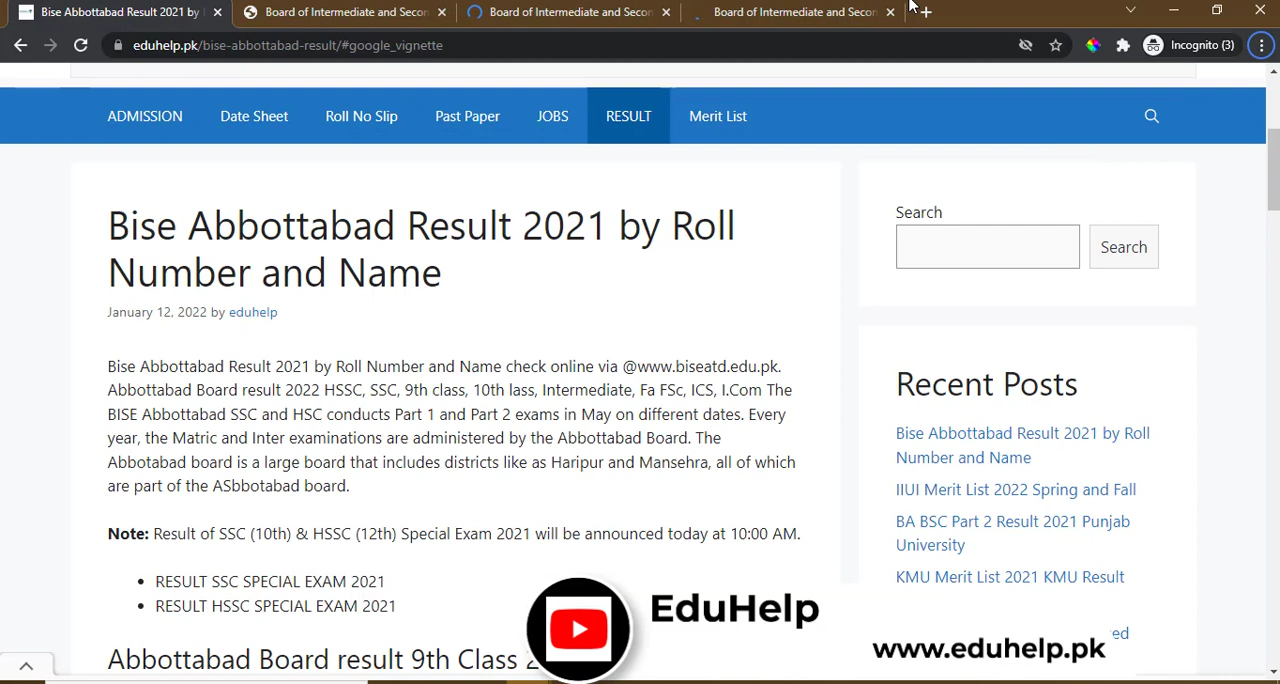 Bise Abbottabad Result 2021 by
Board of Intermediate and Secon
Board of Intermediate and Secon
Board of Intermediate and Secon
eduhelp.pk/bise-abbottabad-result/#google_vignette
Incognito (3)
ADMISSION
Date Sheet
Roll No Slip
Past Paper
JOBS
RESULT
Merit List
Bise Abbottabad Result 2021 by Roll
Number and Name
January 12, 2022 by eduhelp
Bise Abbottabad Result 2021 by Roll Number and Name check online via @www.biseatd.edu.pk.
Abbottabad Board result 2022 HSSC, SSC, 9th class, 10th lass, Intermediate, Fa FSc, ICS, I.Com The
BISE Abbottabad SSC and HSC conducts Part 1 and Part 2 exams in May on different dates. Every
year, the Matric and Inter examinations are administered by the Abbottabad Board. The
Abbotabad board is a large board that includes districts like as Haripur and Mansehra, all of which
are part of the ASbbotabad board.
Note: Result of SSC (10th) & HSSC (12th) Special Exam 2021 will be announced today at 10:00 AM.
• RESULT SSC SPECIAL EXAM 2021
• RESULT HSSC SPECIAL EXAM 2021
Abbottabad Board result 9th Class 2
Search
Search
Recent Posts
Bise Abbottabad Result 2021 by Roll
Number and Name
IIUI Merit List 2022 Spring and Fall
BA BSC Part 2 Result 2021 Punjab
University
KMU Merit List 2021 KMU Result
EduHelp
www.eduhelp.pk